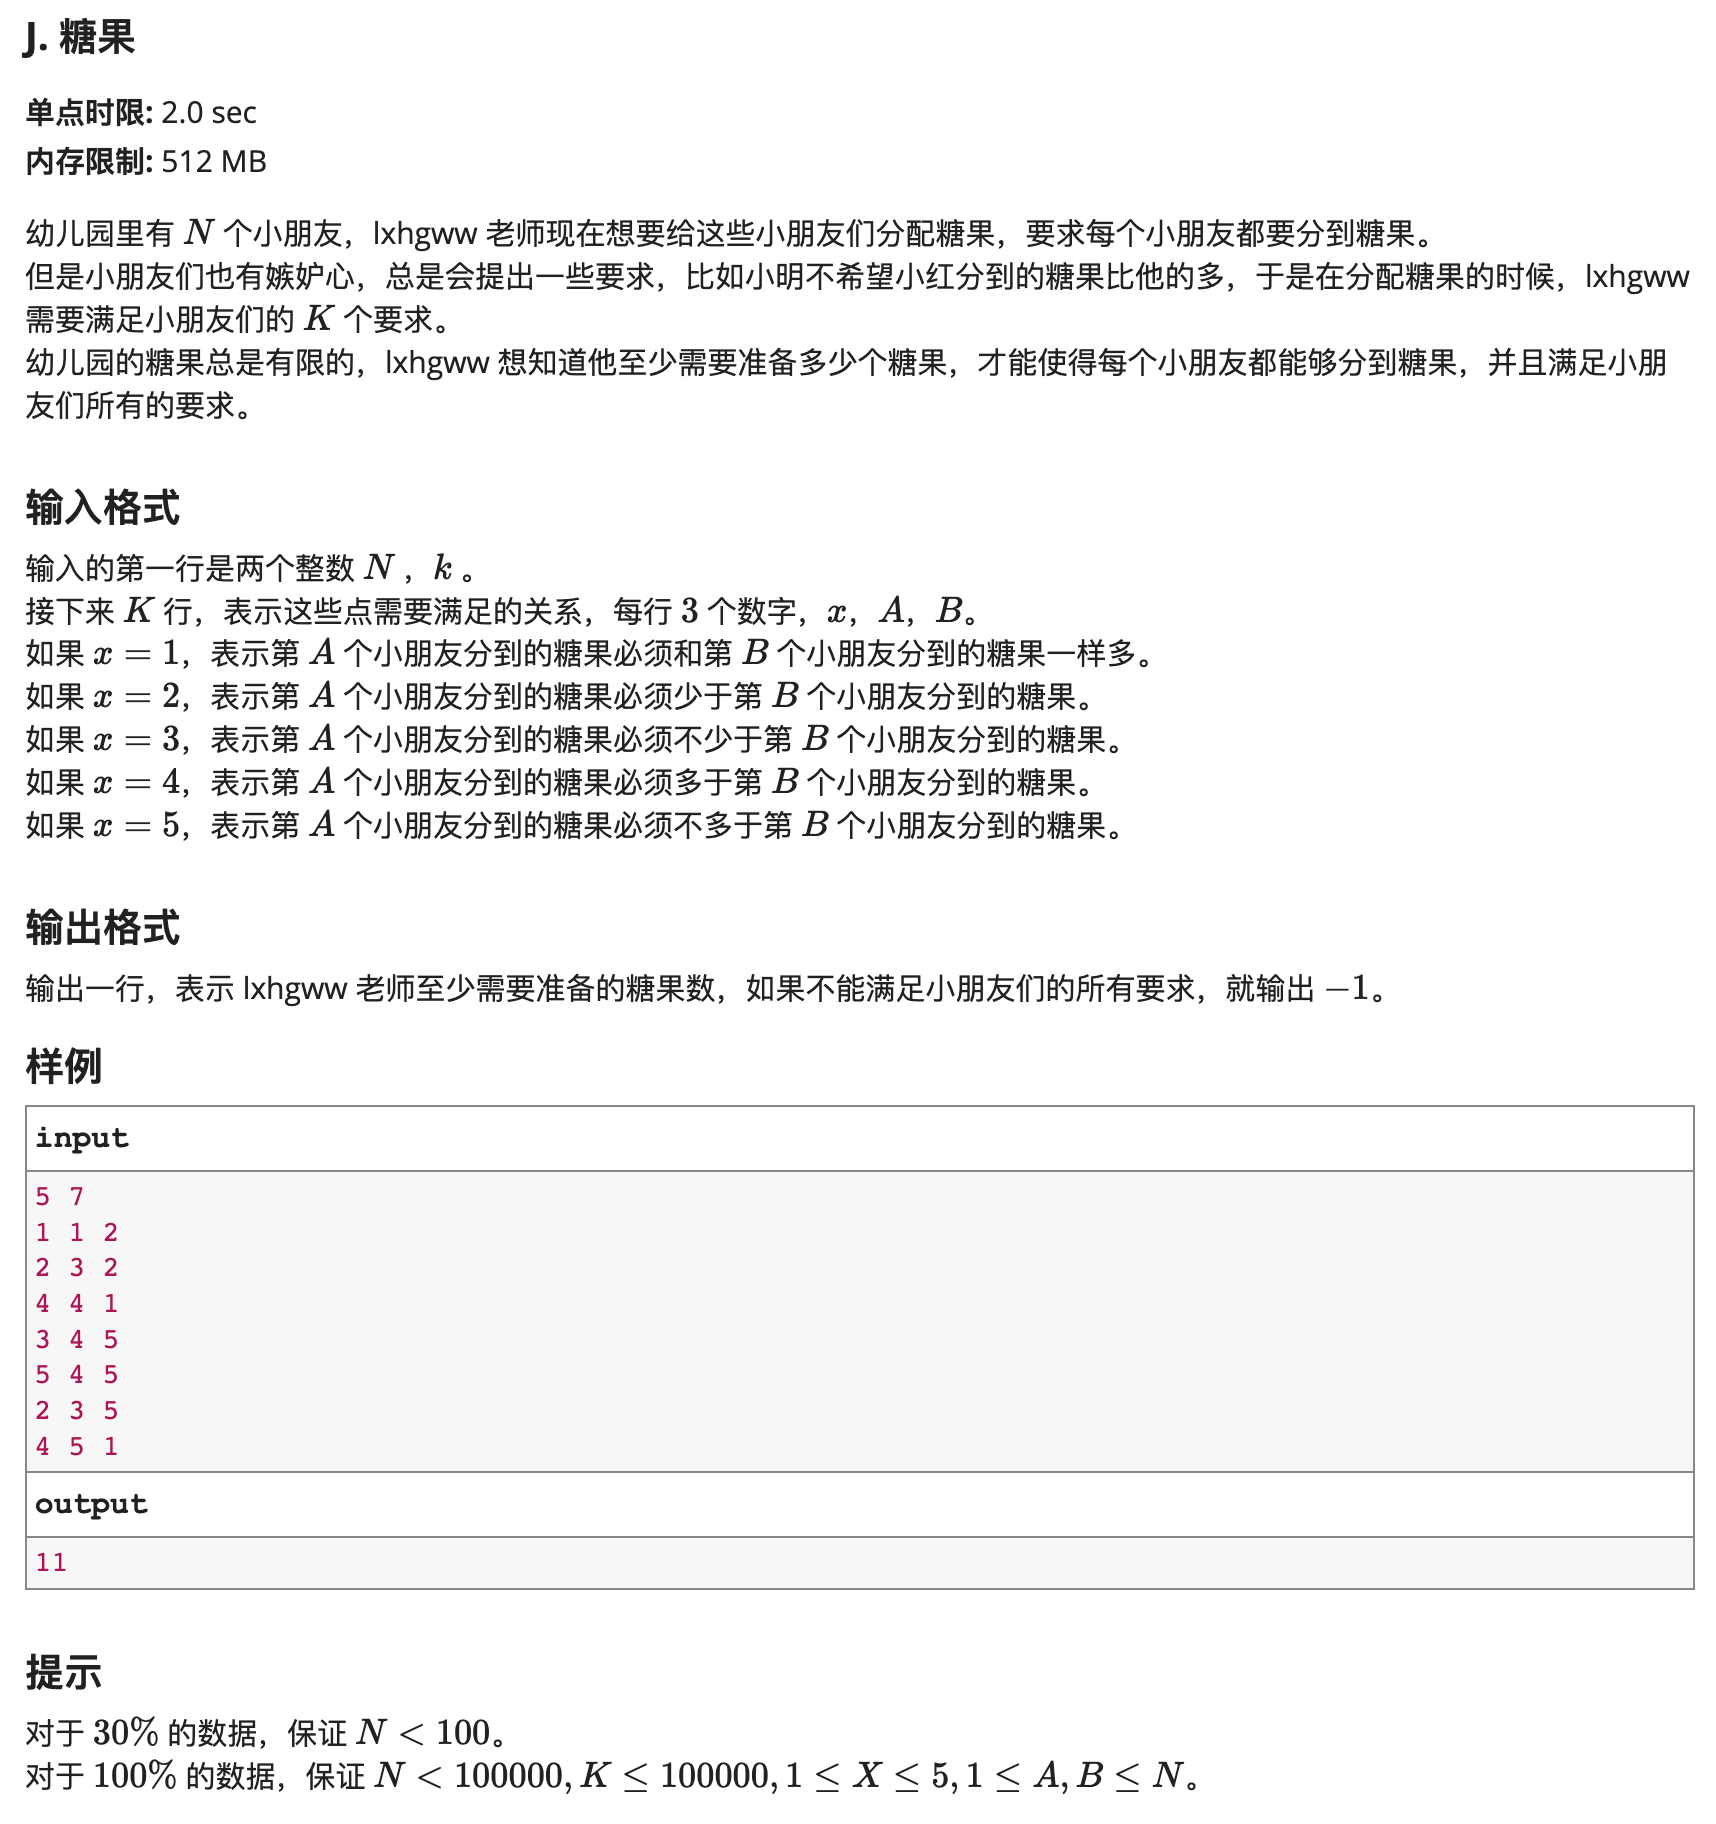 J. 糖果
单点时限: 2.0 sec
内存限制: 512 MB
幼儿园里有 N 个小朋友，lxhgww 老师现在想要给这些小朋友们分配糖果，要求每个小朋友都要分到糖果。
但是小朋友们也有嫉妒心，总是会提出一些要求，比如小明不希望小红分到的糖果比他的多，于是在分配糖果的时候，lxhgww
需要满足小朋友们的 K 个要求。
幼儿园的糖果总是有限的，lxhgww 想知道他至少需要准备多少个糖果，才能使得每个小朋友都能够分到糖果，并且满足小朋
友们所有的要求。
输入格式
输入的第一行是两个整数 N ，k 。
接下来 K 行，表示这些点需要满足的关系，每行 3 个数字，x，A，B。
如果 x = 1，表示第 A 个小朋友分到的糖果必须和第 B 个小朋友分到的糖果一样多。
如果 x = 2，表示第 A 个小朋友分到的糖果必须少于第 B 个小朋友分到的糖果。
如果 x = 3，表示第 A 个小朋友分到的糖果必须不少于第 B 个小朋友分到的糖果。
如果 x = 4，表示第 A 个小朋友分到的糖果必须多于第 B 个小朋友分到的糖果。
如果 x = 5，表示第 A 个小朋友分到的糖果必须不多于第 B 个小朋友分到的糖果。
输出格式
输出一行，表示 lxhgww 老师至少需要准备的糖果数，如果不能满足小朋友们的所有要求，就输出 −1。
样例
input
5 7
1 1 2
2 3 2
4 4 1
3 4 5
5 4 5
2 3 5
4 5 1
output
11
提示
对于 30% 的数据，保证 N < 100。
对于 100% 的数据，保证 N < 100000, K ≤ 100000, 1 ≤ X ≤ 5, 1 ≤ A, B ≤ N。